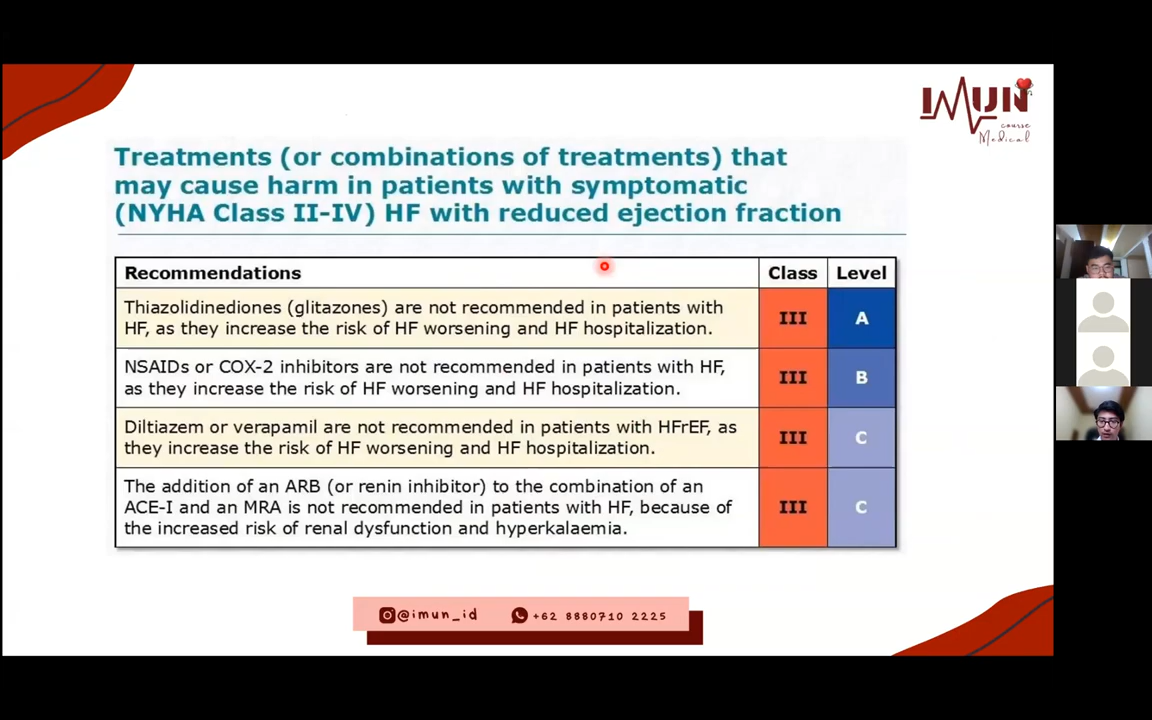 IMUN
course
Medical
Treatments (or combinations of treatments) that
may cause harm in patients with symptomatic
(NYHA Class II-IV) HF with reduced ejection fraction
Recommendations Class Level
Thiazolidinediones (glitazones) are not recommended in patients with
HF, as they increase the risk of HF worsening and HF hospitalization.
III A
NSAIDs or COX-2 inhibitors are not recommended in patients with HF,
as they increase the risk of HF worsening and HF hospitalization.
III B
Diltiazem or verapamil are not recommended in patients with HFrEF, as
they increase the risk of HF worsening and HF hospitalization.
III C
The addition of an ARB (or renin inhibitor) to the combination of an
ACE-I and an MRA is not recommended in patients with HF, because of
the increased risk of renal dysfunction and hyperkalaemia.
III C
@imun_id +62 8880710 2225